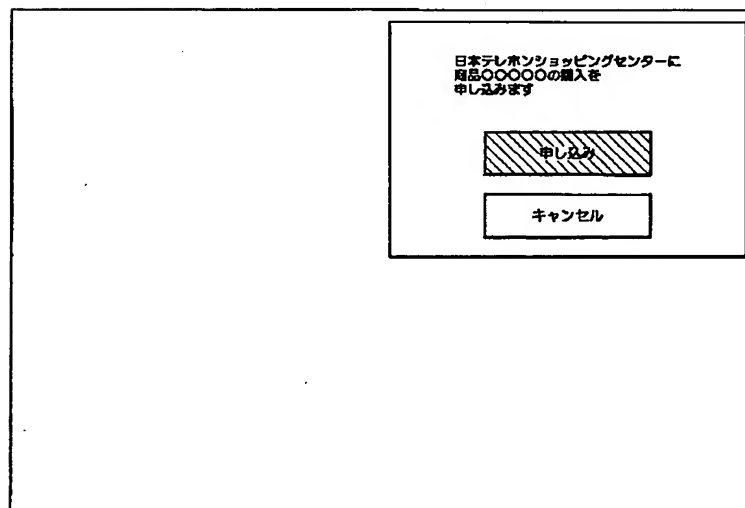 日本テレホンショッピングセンターに
商品○○○○○の購入を
申し込みます
申し込み
キャンセル